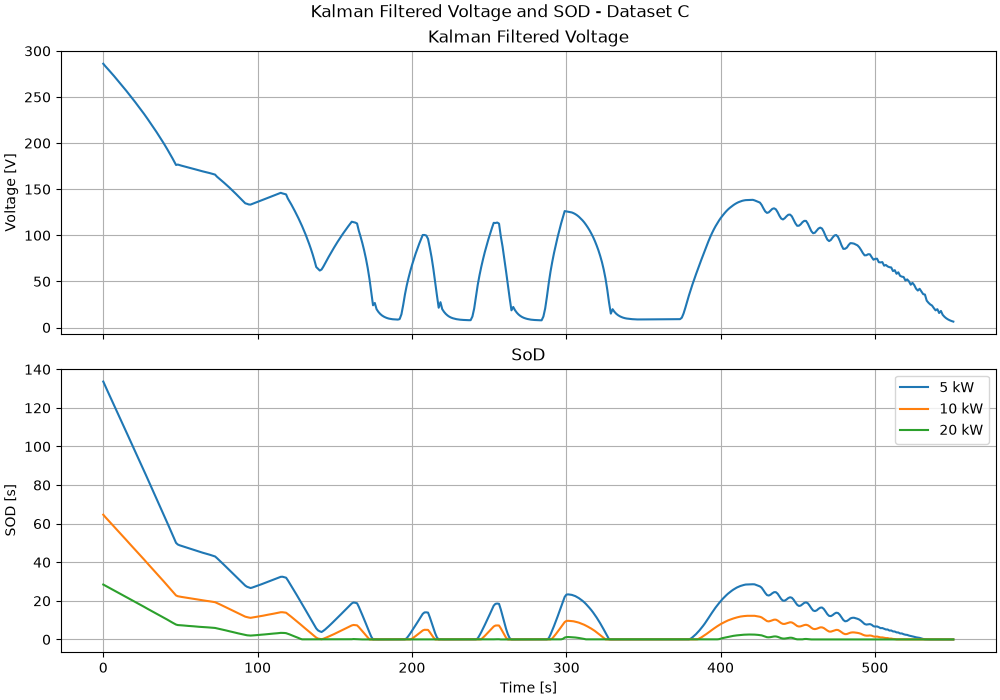 Kalman Filtered Voltage and SOD - Dataset C
Kalman Filtered Voltage
300
250
200
150
100
50
0
Voltage [V]
SoD
140
120
100
80
60
40
20
0
SOD [s]
5 kW
10 kW
20 kW
0 100 200 300 400 500
Time [s]